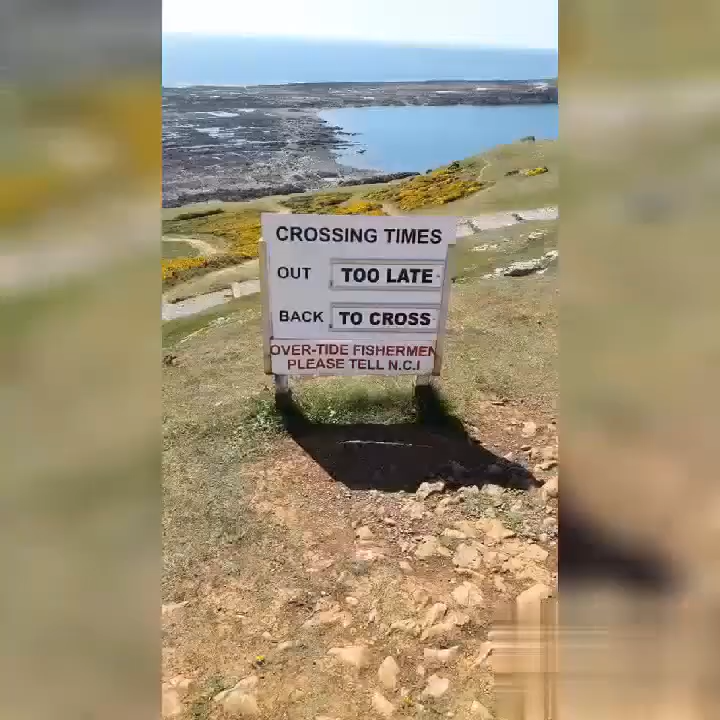 CROSSING TIMES
OUT TOO LATE
BACK TO CROSS
OVER-TIDE FISHERMEN
PLEASE TELL N.C.I